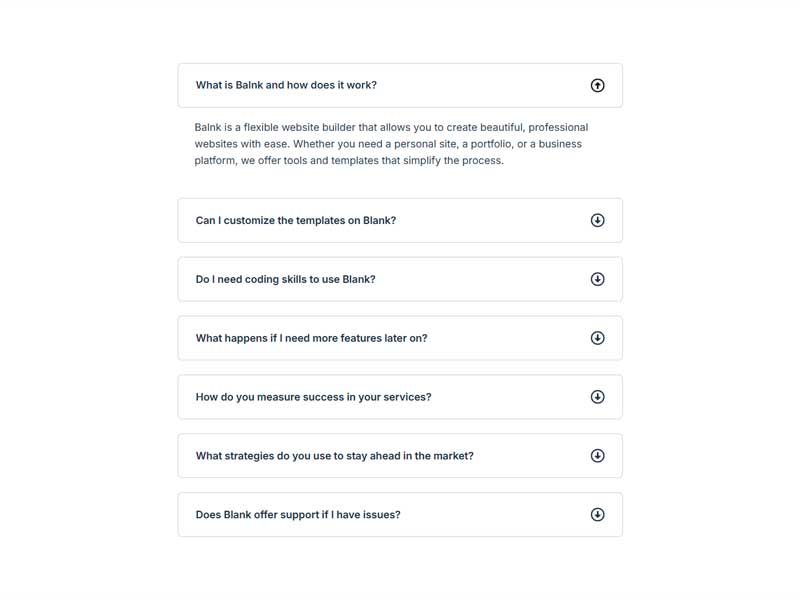 What is Balnk and how does it work?
Balnk is a flexible website builder that allows you to create beautiful, professional
websites with ease. Whether you need a personal site, a portfolio, or a business
platform, we offer tools and templates that simplify the process.
Can I customize the templates on Blank?
Do I need coding skills to use Blank?
What happens if I need more features later on?
How do you measure success in your services?
What strategies do you use to stay ahead in the market?
Does Blank offer support if I have issues?